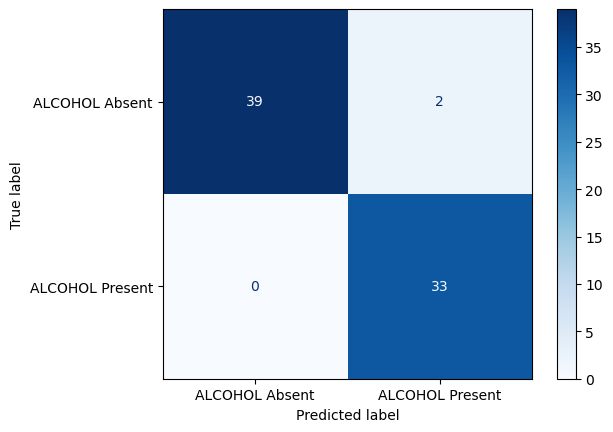 ALCOHOL Absent
39
2
ALCOHOL Present
0
33
True label
ALCOHOL Absent
ALCOHOL Present
Predicted label
35
30
25
20
15
10
5
0